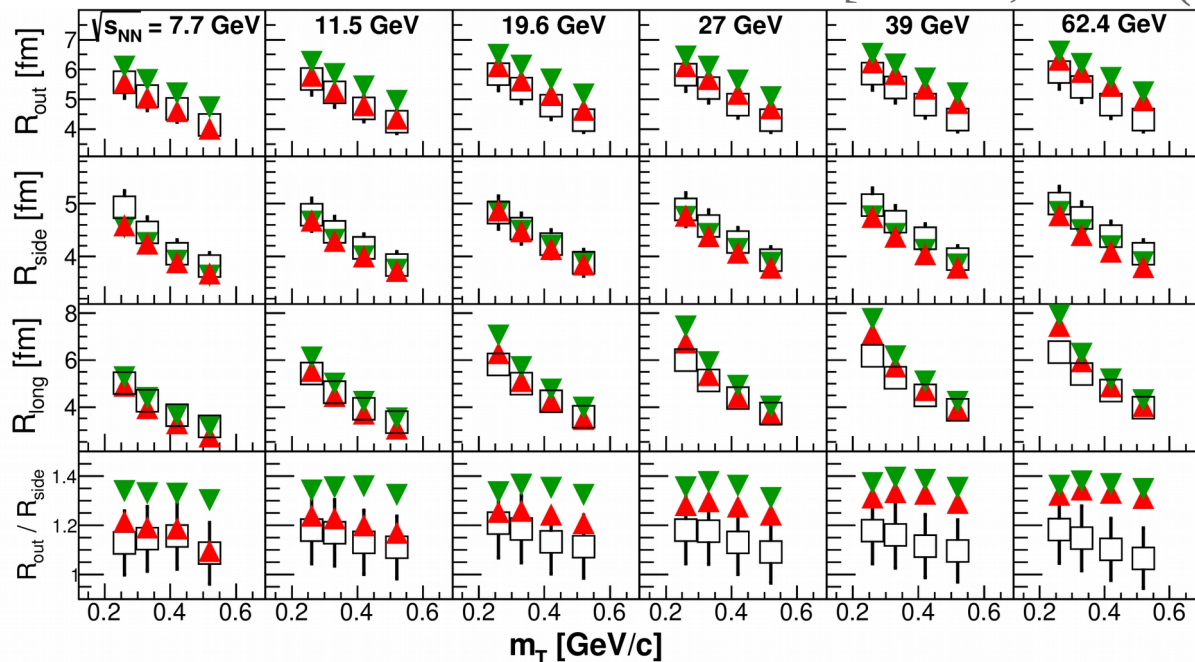 √sNN = 7.7 GeV 11.5 GeV 19.6 GeV 27 GeV 39 GeV 62.4 GeV
Rout [fm]
7
6
5
4
Rside [fm]
5
4
Rlong [fm]
8
6
4
Rout / Rside
1.4
1.2
1
0.2 0.4 0.6 0.2 0.4 0.6 0.2 0.4 0.6 0.2 0.4 0.6 0.2 0.4 0.6 0.2 0.4 0.6
mT [GeV/c]